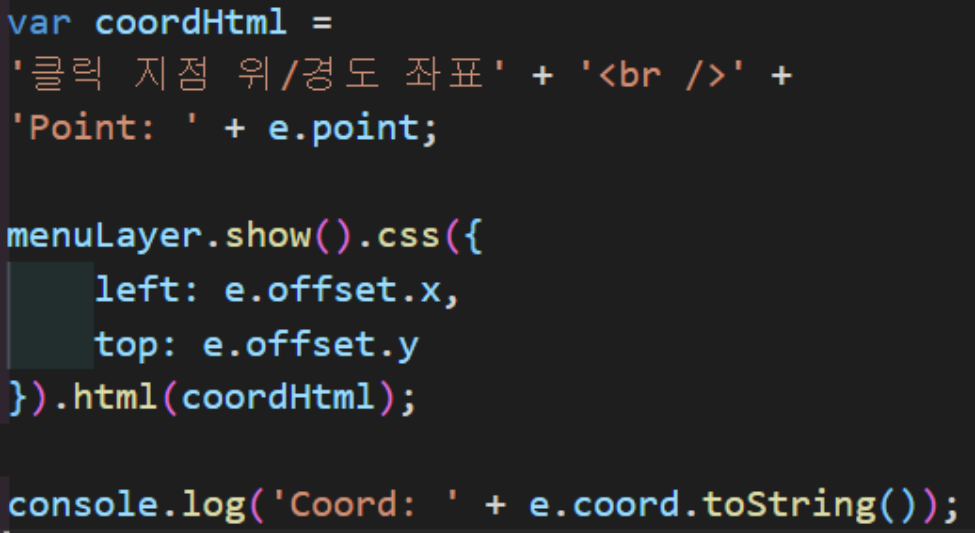 var coordHtml =
'클릭 지점 위/경도 좌표' + '<br />' +
'Point: ' + e.point;
menuLayer.show().css({
left: e.offset.x,
top: e.offset.y
}).html(coordHtml);
console.log('Coord: ' + e.coord.toString());